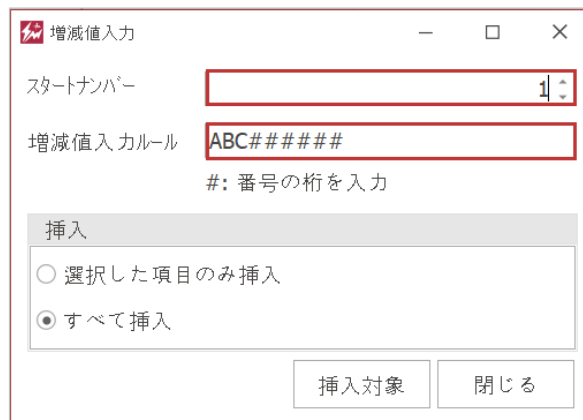 増減値入力
スタートナンバー 1
増減値入力ルール ABC######
#: 番号の桁を入力
挿入
選択した項目のみ挿入
すべて挿入
挿入対象 閉じる